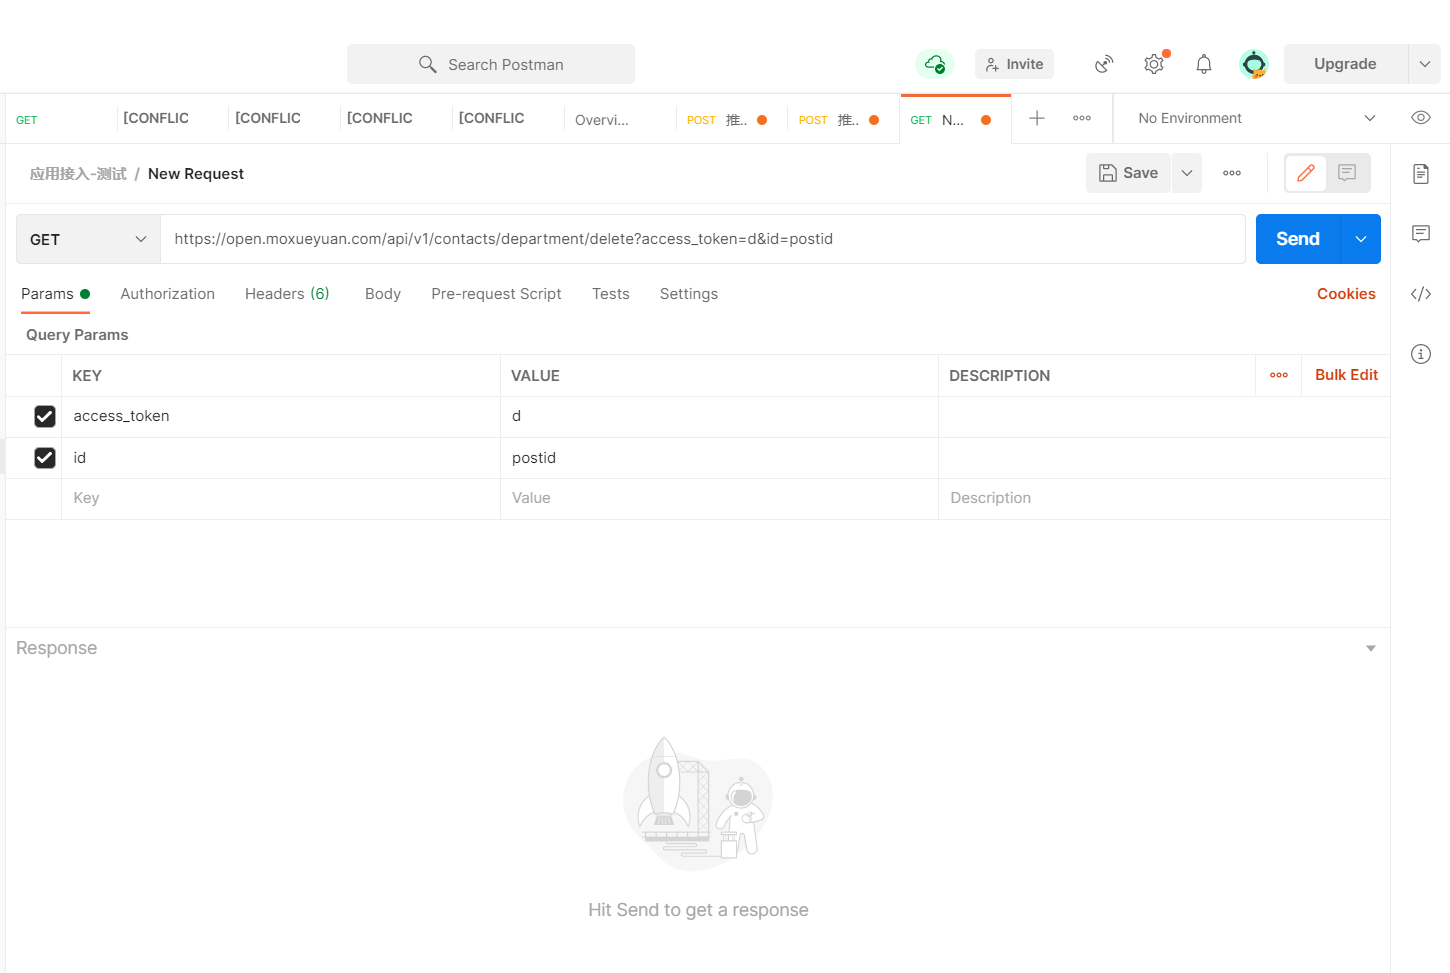 Search Postman
Invite
Upgrade
GET
[CONFLIC
[CONFLIC
[CONFLIC
[CONFLIC
Overvi...
POST 推..
POST 推..
GET N...
No Environment
应用接入-测试 / New Request
Save
GET
https://open.moxueyuan.com/api/v1/contacts/department/delete?access_token=d&id=postid
Send
Params
Authorization
Headers (6)
Body
Pre-request Script
Tests
Settings
Cookies
Query Params
KEY VALUE DESCRIPTION
Bulk Edit
access_token d
id postid
Key Value Description
Response
Hit Send to get a response